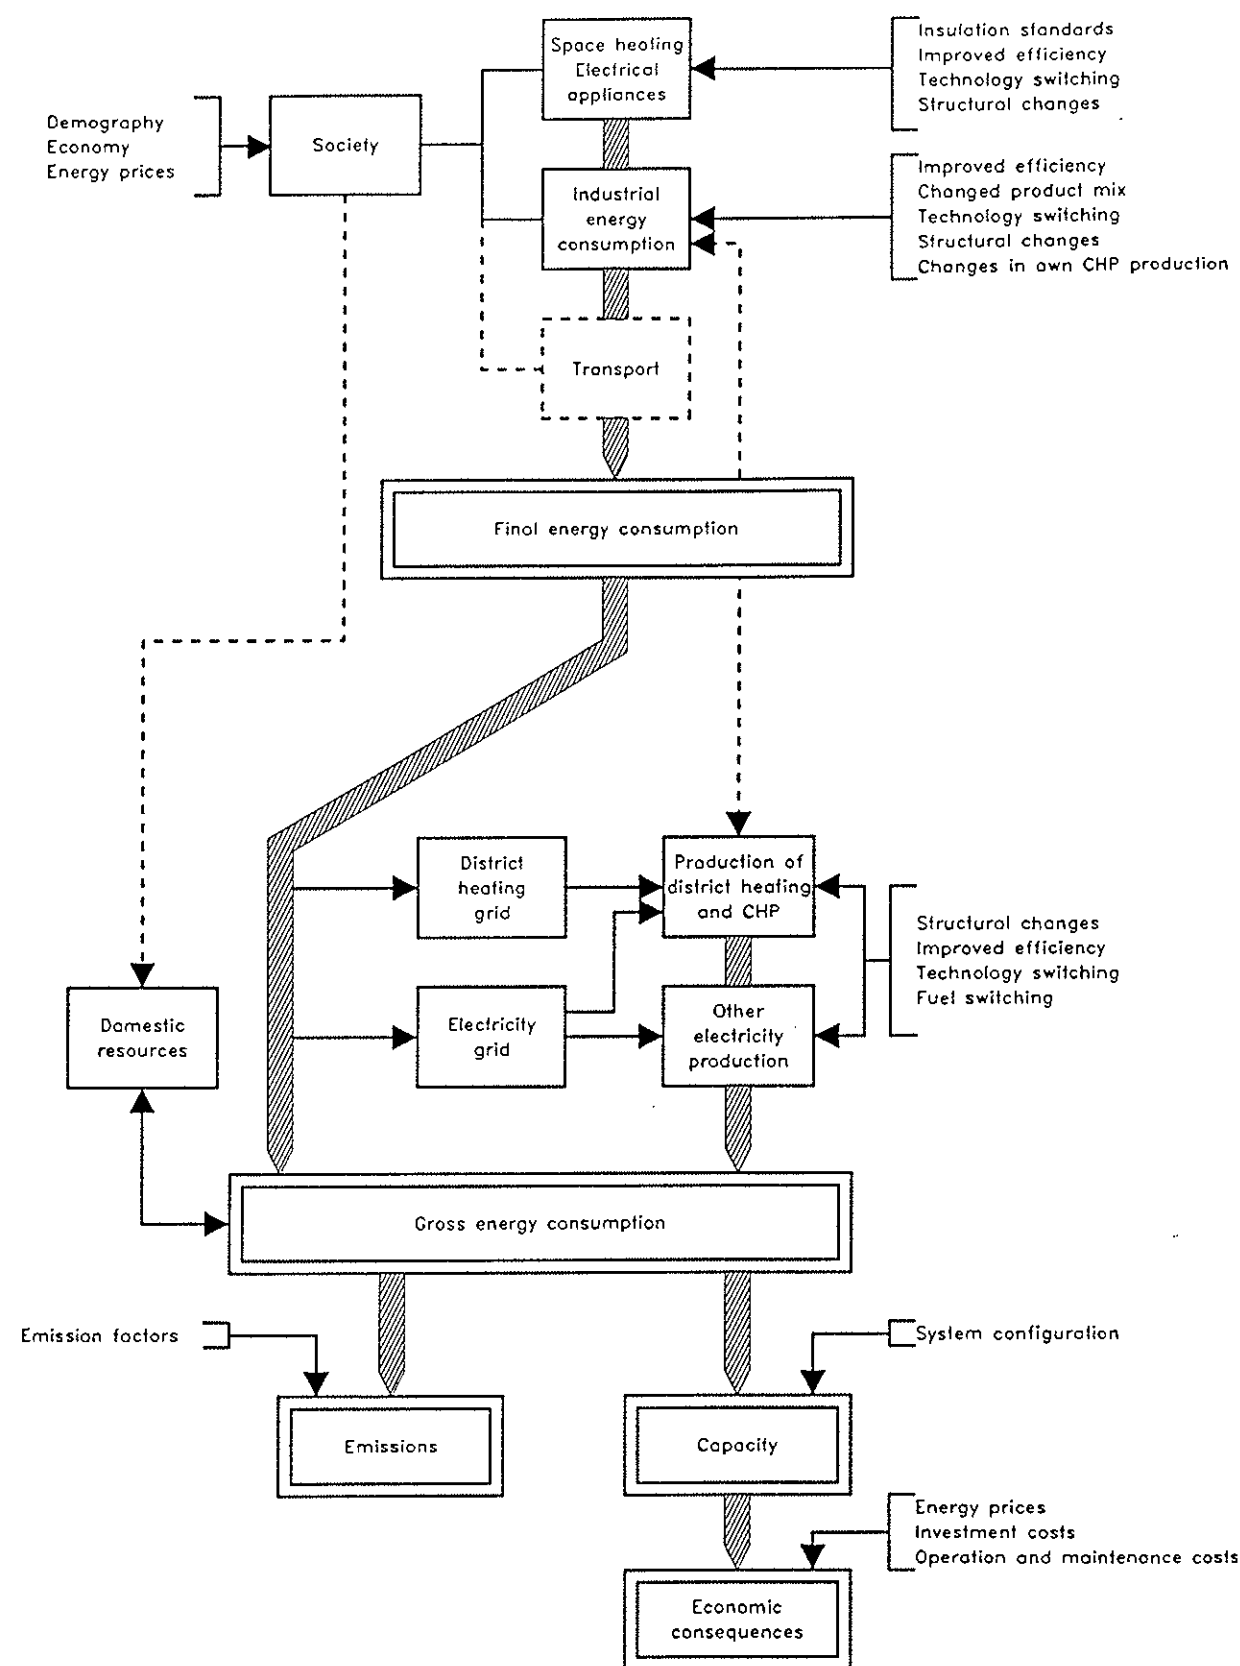 Space heating
Electrical
appliances
Insulation standards
Improved efficiency
Technology switching
Structural changes
Demography
Economy
Energy prices
Society
Industrial
energy
consumption
Improved efficiency
Changed product mix
Technology switching
Structural changes
Changes in own CHP production
Transport
Final energy consumption
District
heating
grid
Production of
district heating
and CHP
Structural changes
Improved efficiency
Technology switching
Fuel switching
Domestic
resources
Electricity
grid
Other
electricity
production
Gross energy consumption
Emission factors
System configuration
Emissions
Capacity
Energy prices
Investment costs
Operation and maintenance costs
Economic
consequences